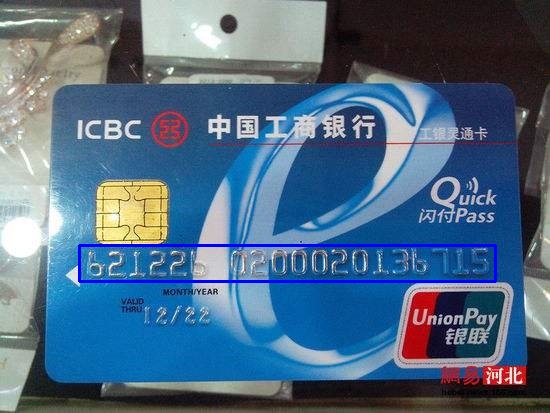 ICBC 中国工商银行
工银灵通卡
Quick
闪付Pass
621226 0200020136715
MONTH/YEAR
VALID
THRU 12/22
UnionPay
银联
網易河北